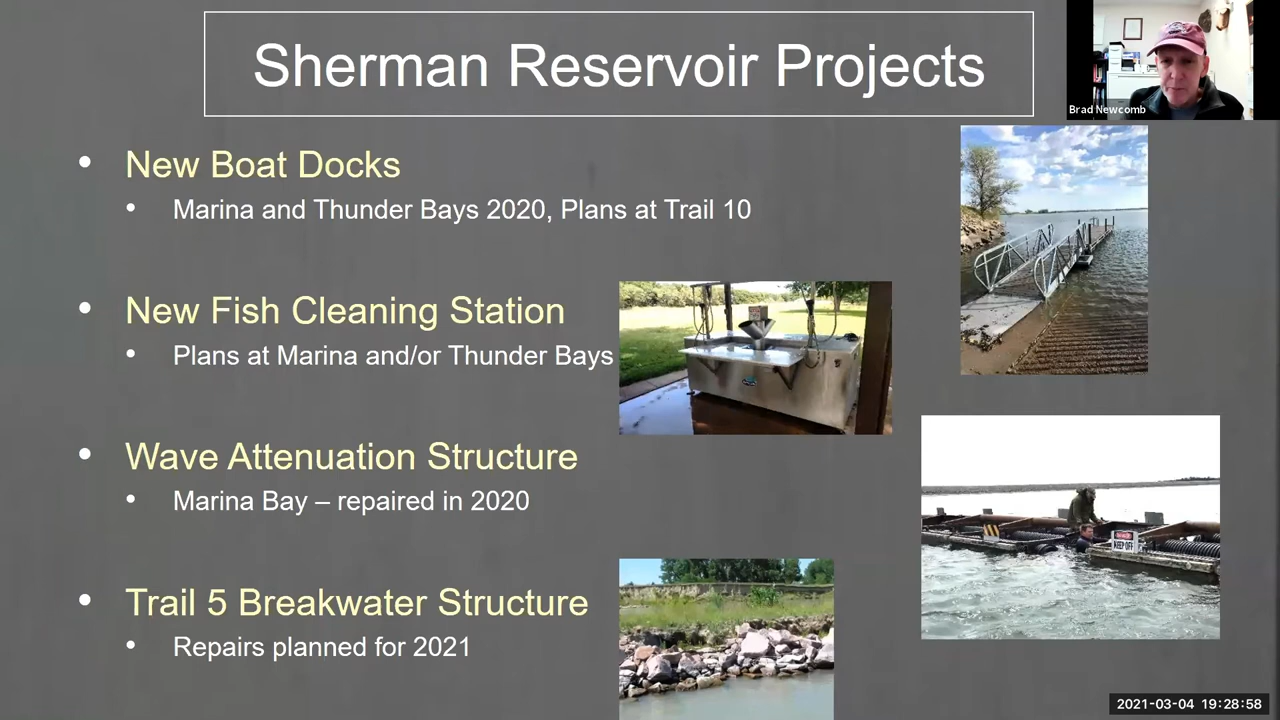 Sherman Reservoir Projects
Brad Newcomb
• New Boat Docks
• Marina and Thunder Bays 2020, Plans at Trail 10
• New Fish Cleaning Station
• Plans at Marina and/or Thunder Bays
• Wave Attenuation Structure
• Marina Bay – repaired in 2020
KEEP OFF
• Trail 5 Breakwater Structure
• Repairs planned for 2021
2021-03-04 19:28:58